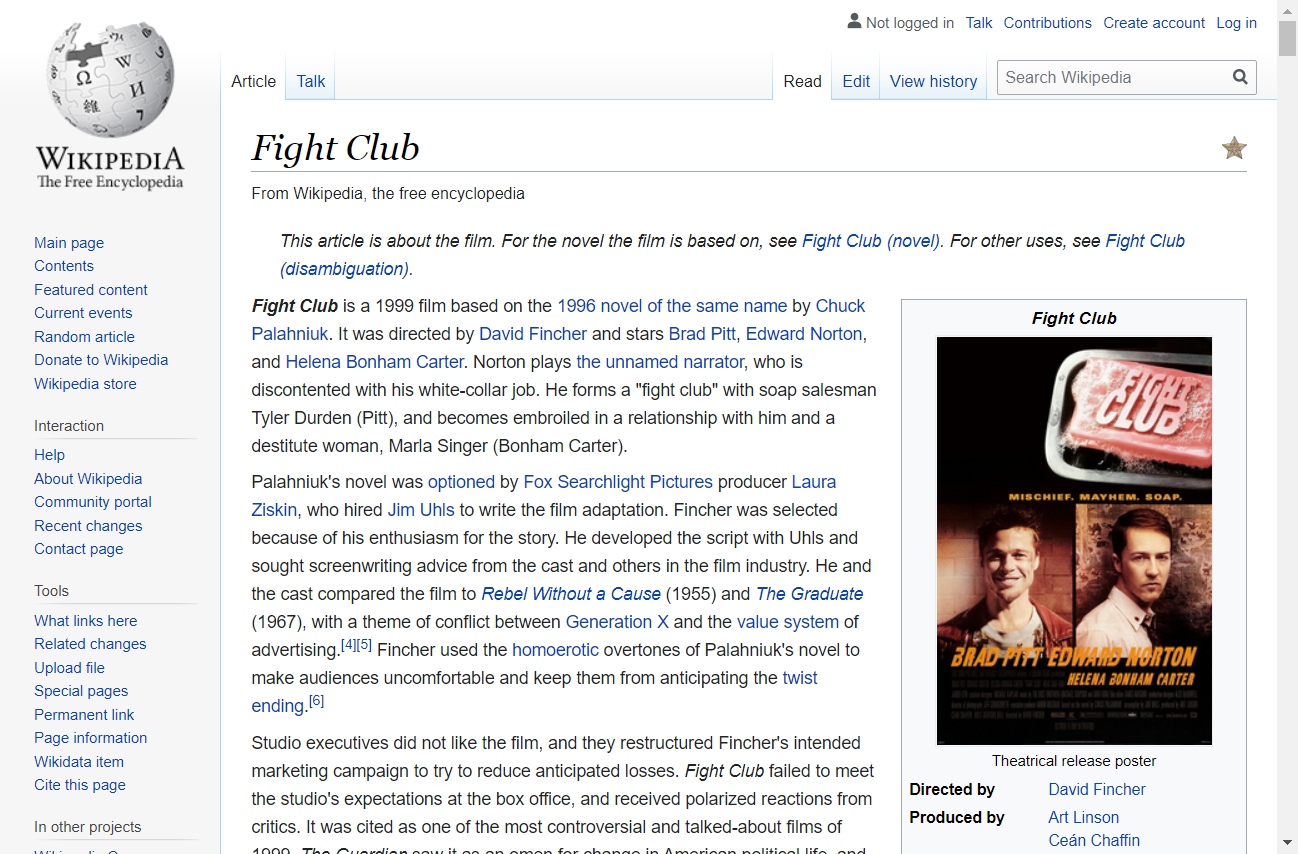 Not logged in Talk Contributions Create account Log in
Article Talk Read Edit View history Search Wikipedia
WIKIPEDIA
The Free Encyclopedia
Main page
Contents
Featured content
Current events
Random article
Donate to Wikipedia
Wikipedia store
Interaction
Help
About Wikipedia
Community portal
Recent changes
Contact page
Tools
What links here
Related changes
Upload file
Special pages
Permanent link
Page information
Wikidata item
Cite this page
In other projects
Fight Club
From Wikipedia, the free encyclopedia
This article is about the film. For the novel the film is based on, see Fight Club (novel). For other uses, see Fight Club
(disambiguation).
Fight Club is a 1999 film based on the 1996 novel of the same name by Chuck
Palahniuk. It was directed by David Fincher and stars Brad Pitt, Edward Norton,
and Helena Bonham Carter. Norton plays the unnamed narrator, who is
discontented with his white-collar job. He forms a "fight club" with soap salesman
Tyler Durden (Pitt), and becomes embroiled in a relationship with him and a
destitute woman, Marla Singer (Bonham Carter).
Palahniuk's novel was optioned by Fox Searchlight Pictures producer Laura
Ziskin, who hired Jim Uhls to write the film adaptation. Fincher was selected
because of his enthusiasm for the story. He developed the script with Uhls and
sought screenwriting advice from the cast and others in the film industry. He and
the cast compared the film to Rebel Without a Cause (1955) and The Graduate
(1967), with a theme of conflict between Generation X and the value system of
advertising.[4][5] Fincher used the homoerotic overtones of Palahniuk's novel to
make audiences uncomfortable and keep them from anticipating the twist
ending.[6]
Studio executives did not like the film, and they restructured Fincher's intended
marketing campaign to try to reduce anticipated losses. Fight Club failed to meet
the studio's expectations at the box office, and received polarized reactions from
critics. It was cited as one of the most controversial and talked-about films of
1999. The Guardian saw it as an omen for change in American political life, and
Fight Club
FIGHT
CLUB
MISCHIEF. MAYHEM. SOAP.
BRAD PITT EDWARD NORTON
HELENA BONHAM CARTER
Theatrical release poster
Directed by David Fincher
Produced by Art Linson
Ceán Chaffin